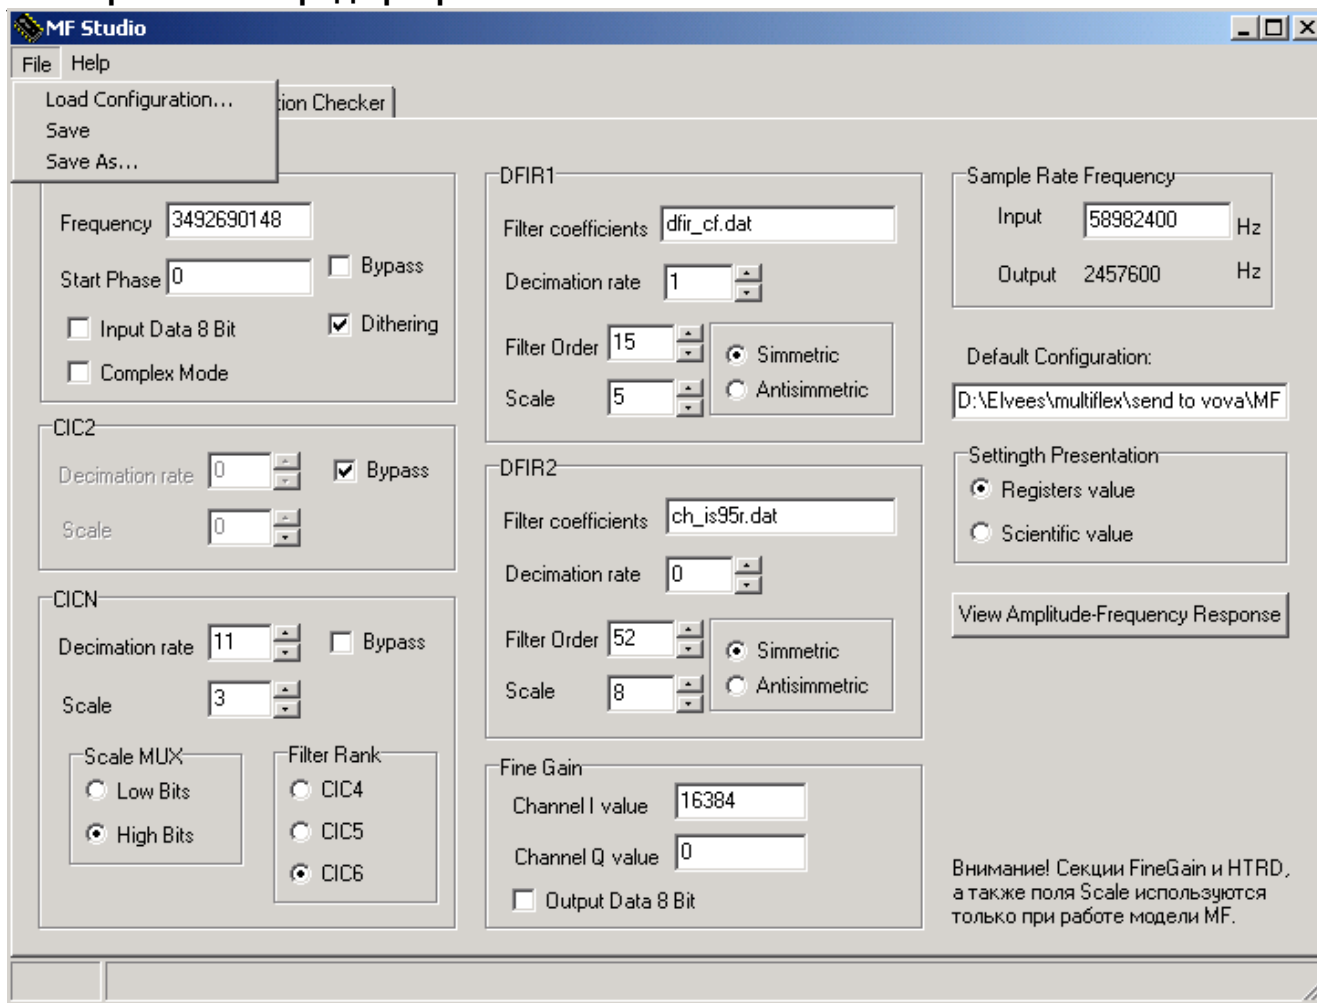 MF Studio
File Help
Load Configuration...
Save
Save As...
tion Checker
Frequency 3492690148
Start Phase 0
Bypass
Input Data 8 Bit
Dithering
Complex Mode
CIC2
Decimation rate 0
Bypass
Scale 0
CICN
Decimation rate 11
Bypass
Scale 3
Scale MUX
Low Bits
High Bits
Filter Rank
CIC4
CIC5
CIC6
DFIR1
Filter coefficients dfir_cf.dat
Decimation rate 1
Filter Order 15
Simmetric
Scale 5
Antisimmetric
DFIR2
Filter coefficients ch_is95r.dat
Decimation rate 0
Filter Order 52
Simmetric
Scale 8
Antisimmetric
Fine Gain
Channel I value 16384
Channel Q value 0
Output Data 8 Bit
Sample Rate Frequency
Input 58982400 Hz
Output 2457600 Hz
Default Configuration:
D:\Elvees\multiflex\send to vova\MF
Settingth Presentation
Registers value
Scientific value
View Amplitude-Frequency Response
Внимание! Секции FineGain и HTRD,
а также поля Scale используются
только при работе модели MF.